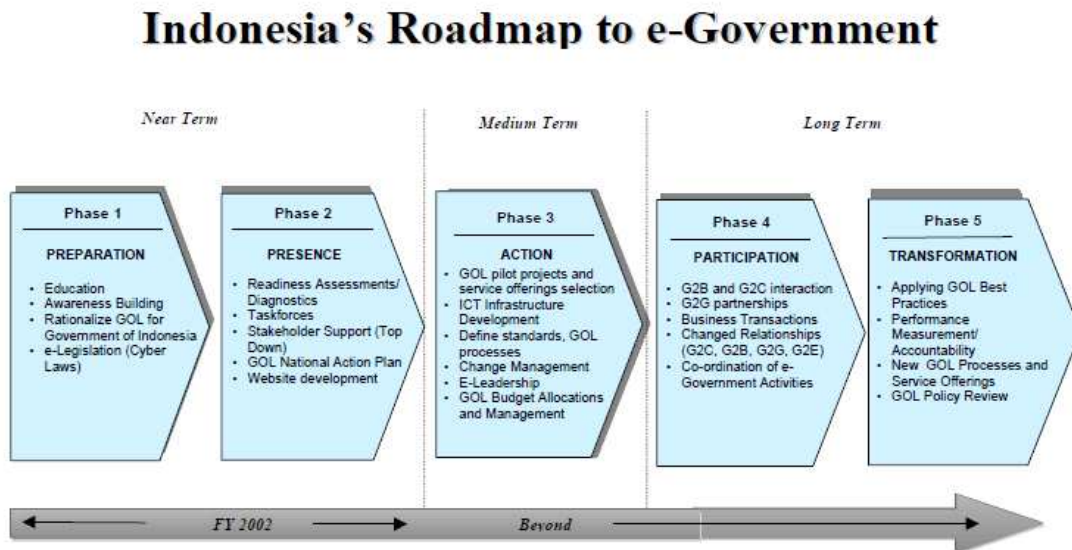 Indonesia's Roadmap to e-Government
Near Term
Medium Term
Long Term
Phase 1
PREPARATION
• Education
• Awareness Building
• Rationalize GOL for
Government of Indonesia
• e-Legislation (Cyber
Laws)
Phase 2
PRESENCE
• Readiness Assessments/
Diagnostics
• Taskforces
• Stakeholder Support (Top
Down)
• GOL National Action Plan
• Website development
Phase 3
ACTION
• GOL pilot projects and
service offerings selection
• ICT Infrastructure
Development
• Define standards, GOL
processes
• Change Management
• E-Leadership
• GOL Budget Allocations
and Management
Phase 4
PARTICIPATION
• G2B and G2C interaction
• G2G partnerships
• Business Transactions
• Changed Relationships
(G2C, G2B, G2G, G2E)
• Co-ordination of e-
Government Activities
Phase 5
TRANSFORMATION
• Applying GOL Best
Practices
• Performance
Measurement/
Accountability
• New GOL Processes and
Service Offerings
• GOL Policy Review
FY 2002
Beyond